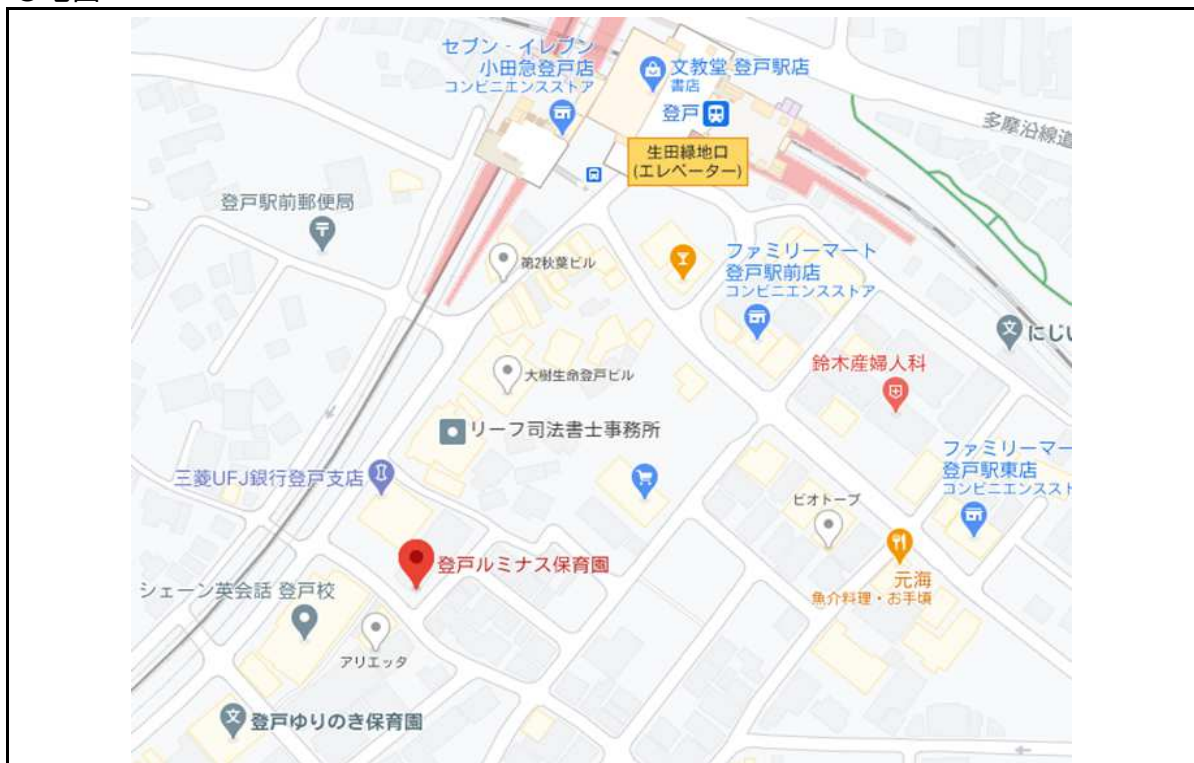 セブン - イレブン
小田急登戸店
コンビニエンスストア
文教堂 登戸駅店
書店
登戸
多摩沿線道
生田緑地口
(エレベーター)
登戸駅前郵便局
第2秋葉ビル
ファミリーマート
登戸駅前店
コンビニエンスストア
にじい
大樹生命登戸ビル
鈴木産婦人科
リーフ司法書士事務所
ファミリーマー
登戸駅東店
コンビニエンススト
三菱UFJ銀行登戸支店
ビオトープ
登戸ルミナス保育園
元海
魚介料理・お手頃
シェーン英会話 登戸校
アリエッタ
登戸ゆりのき保育園